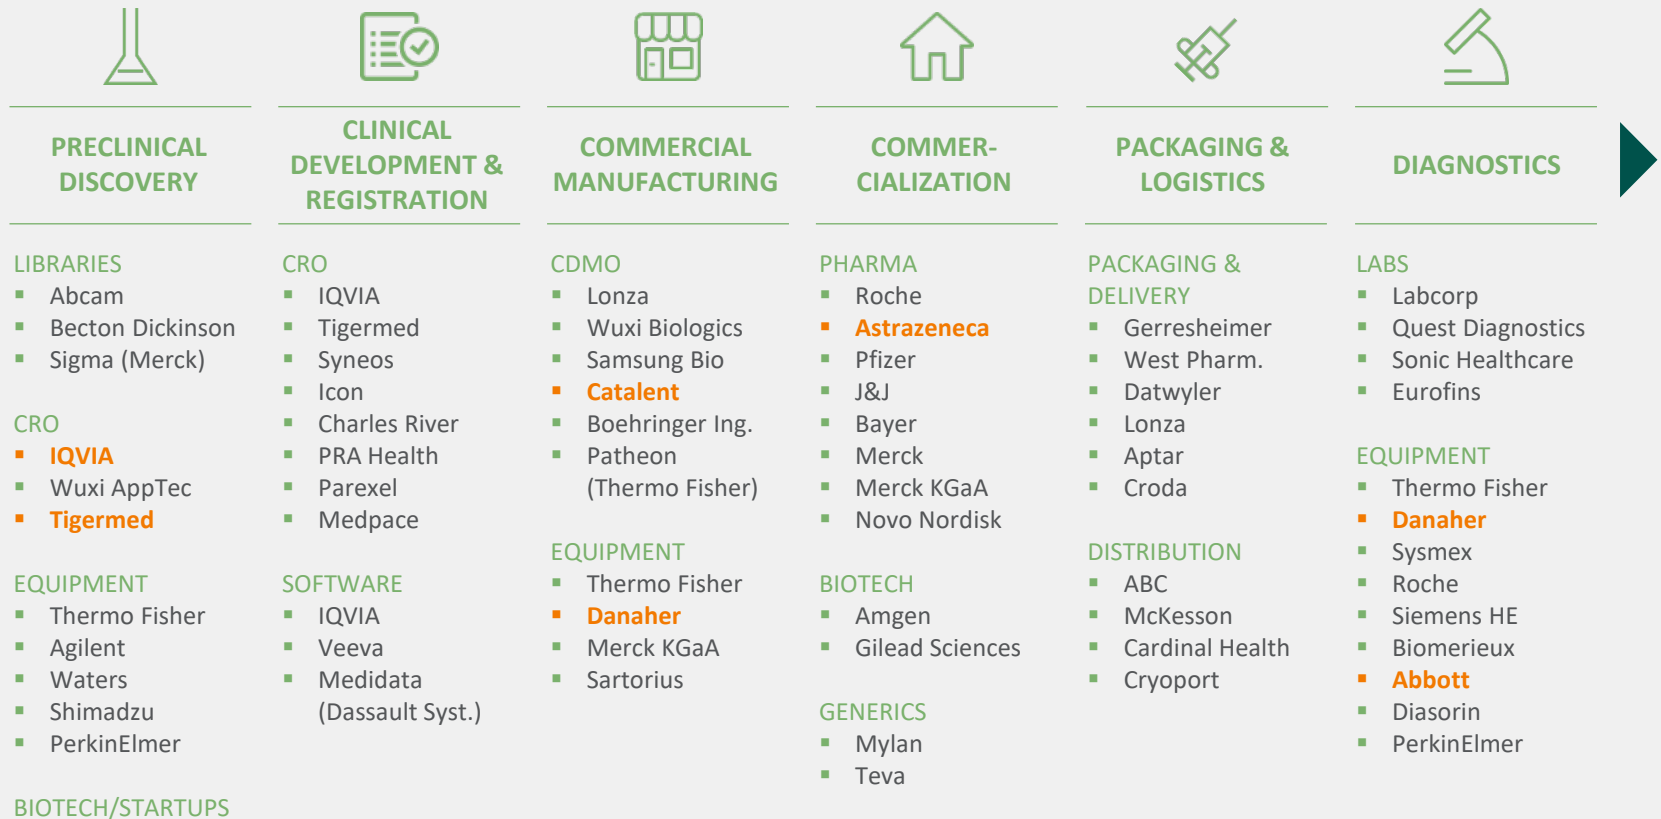 PRECLINICAL
DISCOVERY
LIBRARIES
Abcam
Becton Dickinson
Sigma (Merck)
CRO
IQVIA
Wuxi AppTec
Tigermed
EQUIPMENT
Thermo Fisher
Agilent
Waters
Shimadzu
PerkinElmer
BIOTECH/STARTUPS
CLINICAL
DEVELOPMENT &
REGISTRATION
CRO
IQVIA
Tigermed
Syneos
Icon
Charles River
PRA Health
Parexel
Medpace
SOFTWARE
IQVIA
Veeva
Medidata
(Dassault Syst.)
COMMERCIAL
MANUFACTURING
CDMO
Lonza
Wuxi Biologics
Samsung Bio
Catalent
Boehringer Ing.
Patheon
(Thermo Fisher)
EQUIPMENT
Thermo Fisher
Danaher
Merck KGaA
Sartorius
COMMER-
CIALIZATION
PHARMA
Roche
Astrazeneca
Pfizer
J&J
Bayer
Merck
Merck KGaA
Novo Nordisk
BIOTECH
Amgen
Gilead Sciences
GENERICS
Mylan
Teva
PACKAGING &
LOGISTICS
PACKAGING &
DELIVERY
Gerresheimer
West Pharm.
Datwyler
Lonza
Aptar
Croda
DISTRIBUTION
ABC
McKesson
Cardinal Health
Cryoport
DIAGNOSTICS
LABS
Labcorp
Quest Diagnostics
Sonic Healthcare
Eurofins
EQUIPMENT
Thermo Fisher
Danaher
Sysmex
Roche
Siemens HE
Biomerieux
Abbott
Diasorin
PerkinElmer